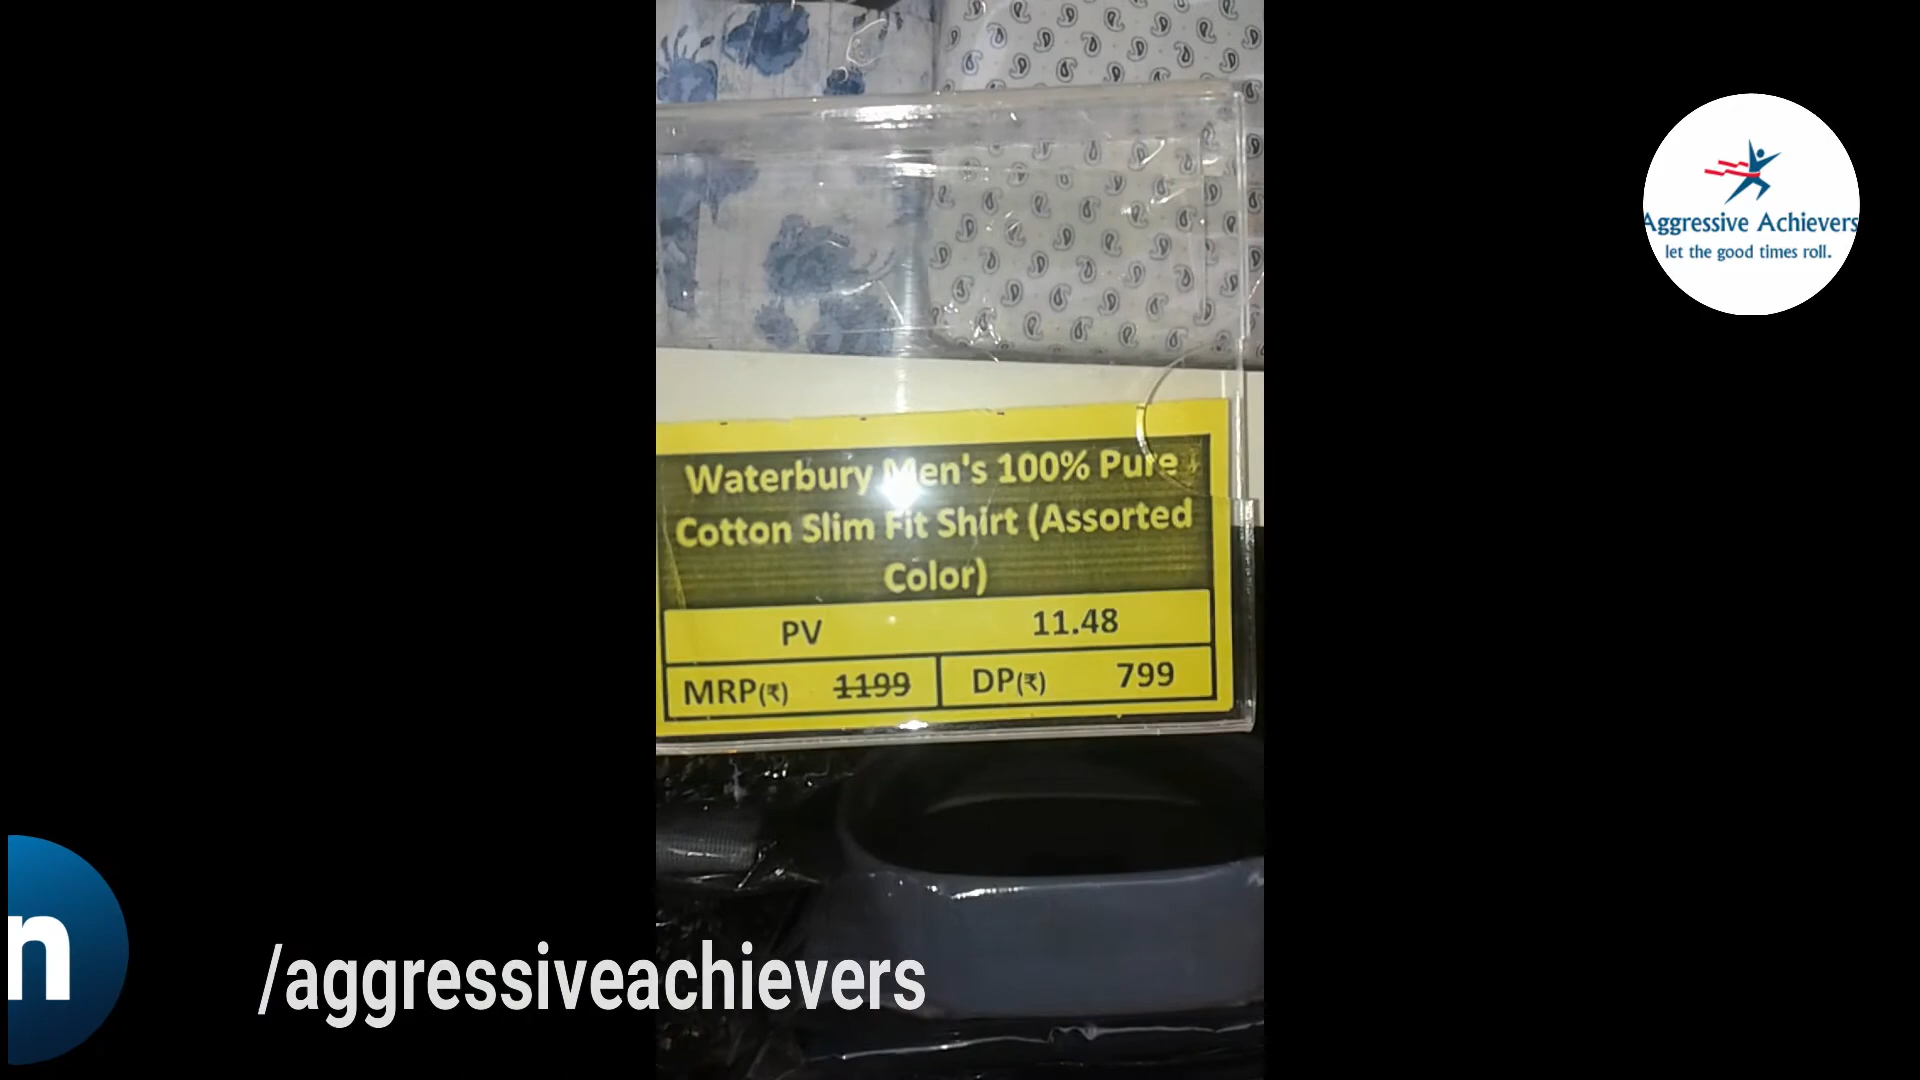 Aggressive Achievers
let the good times roll.
Waterbury Men's 100% Pure
Cotton Slim Fit Shirt (Assorted
Color)
PV 11.48
MRP(₹) 1199 DP(₹) 799
n
/aggressiveachievers